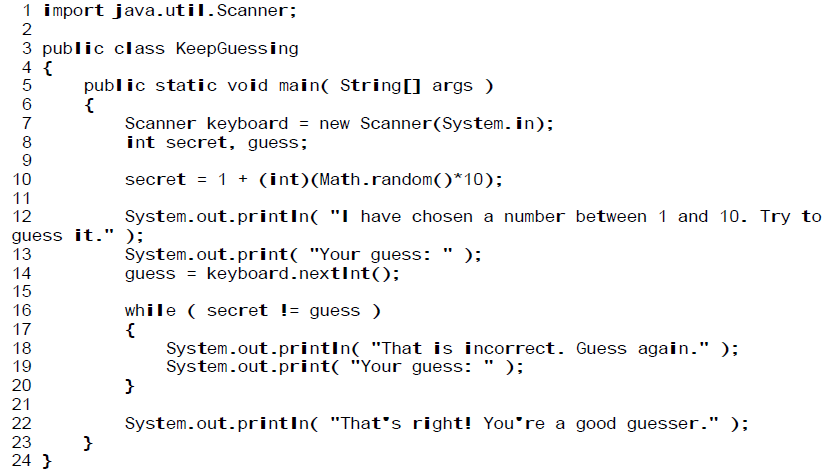 1 import java.util.Scanner;
2
3 public class KeepGuessing
4 {
5     public static void main( String[] args )
6     {
7         Scanner keyboard = new Scanner(System.in);
8         int secret, guess;
9
10         secret = 1 + (int)(Math.random()*10);
11
12         System.out.println( "I have chosen a number between 1 and 10. Try to
guess it." );
13         System.out.print( "Your guess: " );
14         guess = keyboard.nextInt();
15
16         while ( secret != guess )
17         {
18             System.out.println( "That is incorrect. Guess again." );
19             System.out.print( "Your guess: " );
20         }
21
22         System.out.println( "That's right! You're a good guesser." );
23     }
24 }